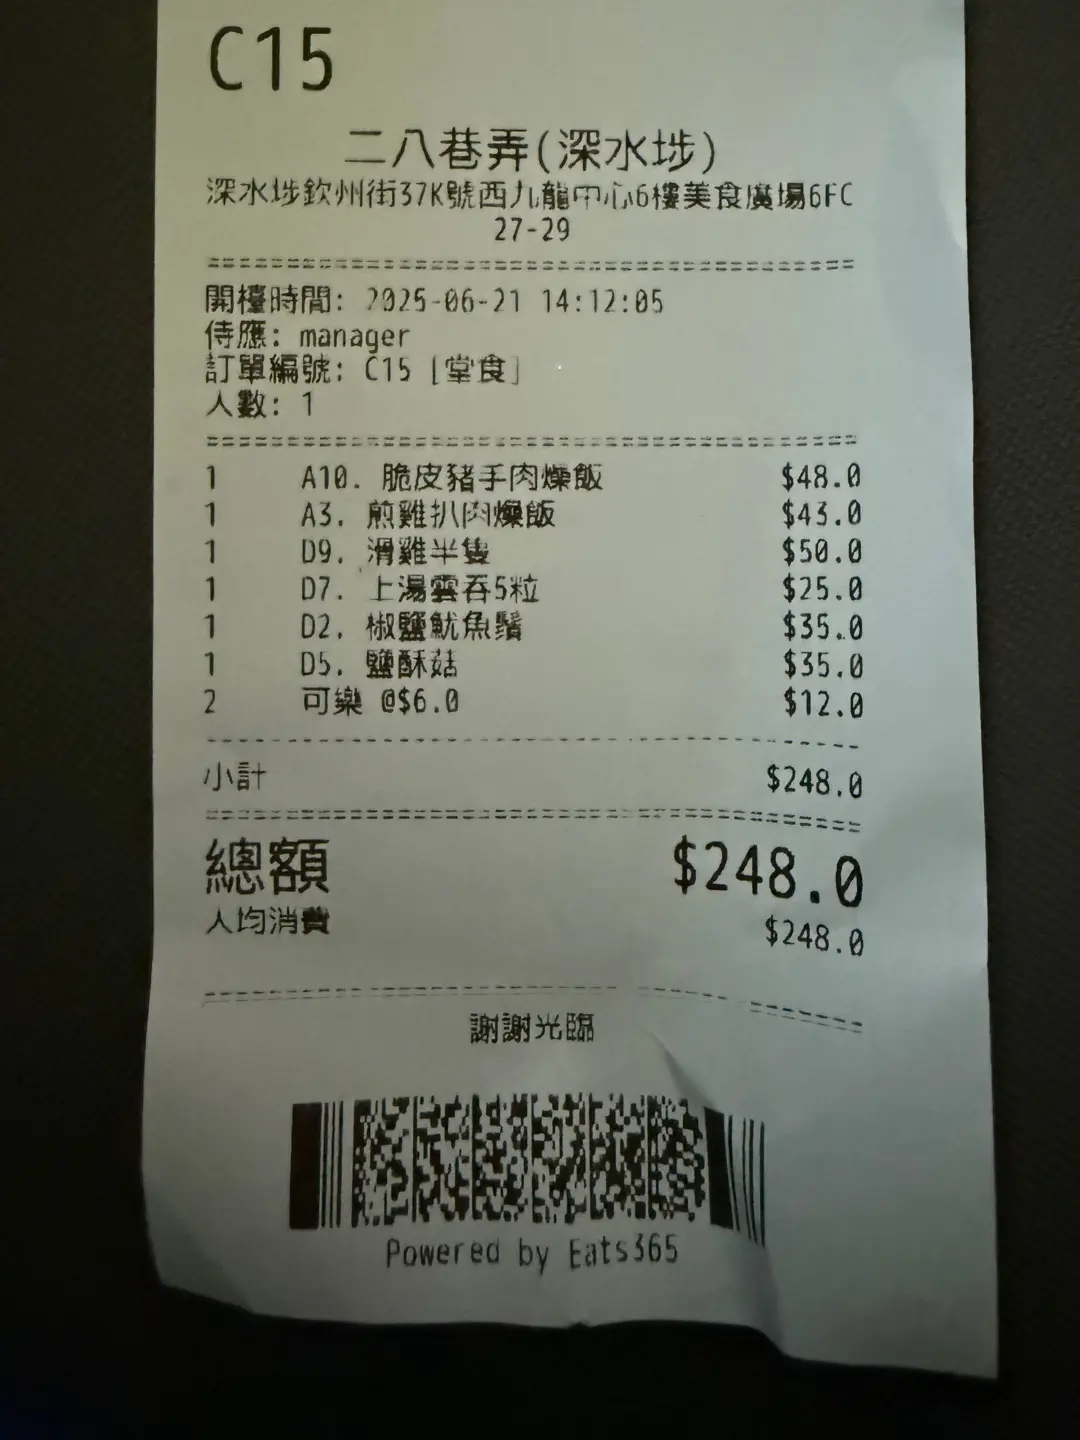 C15
二八巷弄(深水埗)
深水埗欽州街37K號西九龍中心6樓美食廣場6FC
27-29
開檯時間: 2025-06-21 14:12:05
侍應: manager
訂單編號: C15 [堂食]
人數: 1
1 A10. 脆皮豬手肉燥飯 $48.0
1 A3. 煎雞扒肉燥飯 $43.0
1 D9. 滑雞半隻 $50.0
1 D7. 上湯雲吞5粒 $25.0
1 D2. 椒鹽魷魚鬚 $35.0
1 D5. 鹽酥菇 $35.0
2 可樂 @$6.0 $12.0
小計 $248.0
總額 $248.0
人均消費 $248.0
謝謝光臨
Powered by Eats365